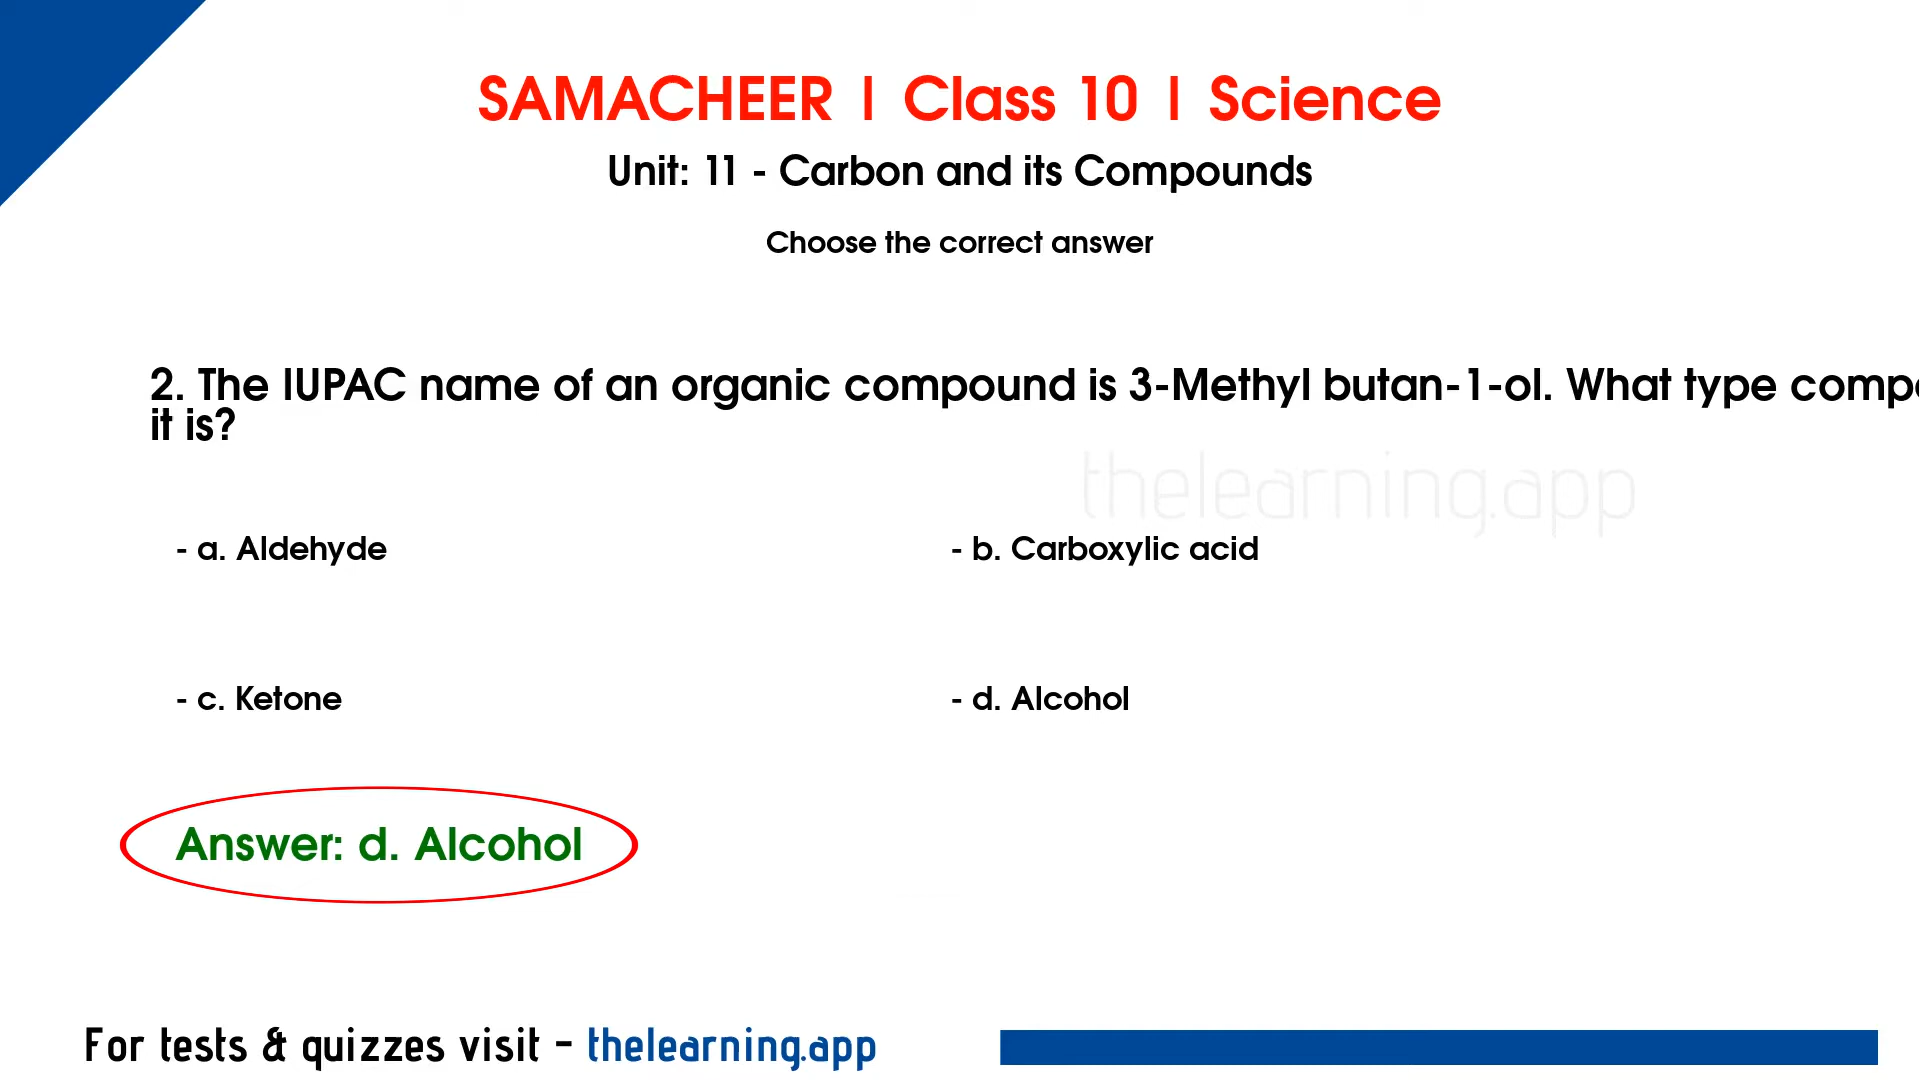 SAMACHEER | Class 10 | Science
Unit: 11 - Carbon and its Compounds
Choose the correct answer
2. The IUPAC name of an organic compound is 3-Methyl butan-1-ol. What type
it is?
thelearning.app
- a. Aldehyde
- b. Carboxylic acid
- c. Ketone
- d. Alcohol
Answer: d. Alcohol
For tests & quizzes visit - thelearning.app